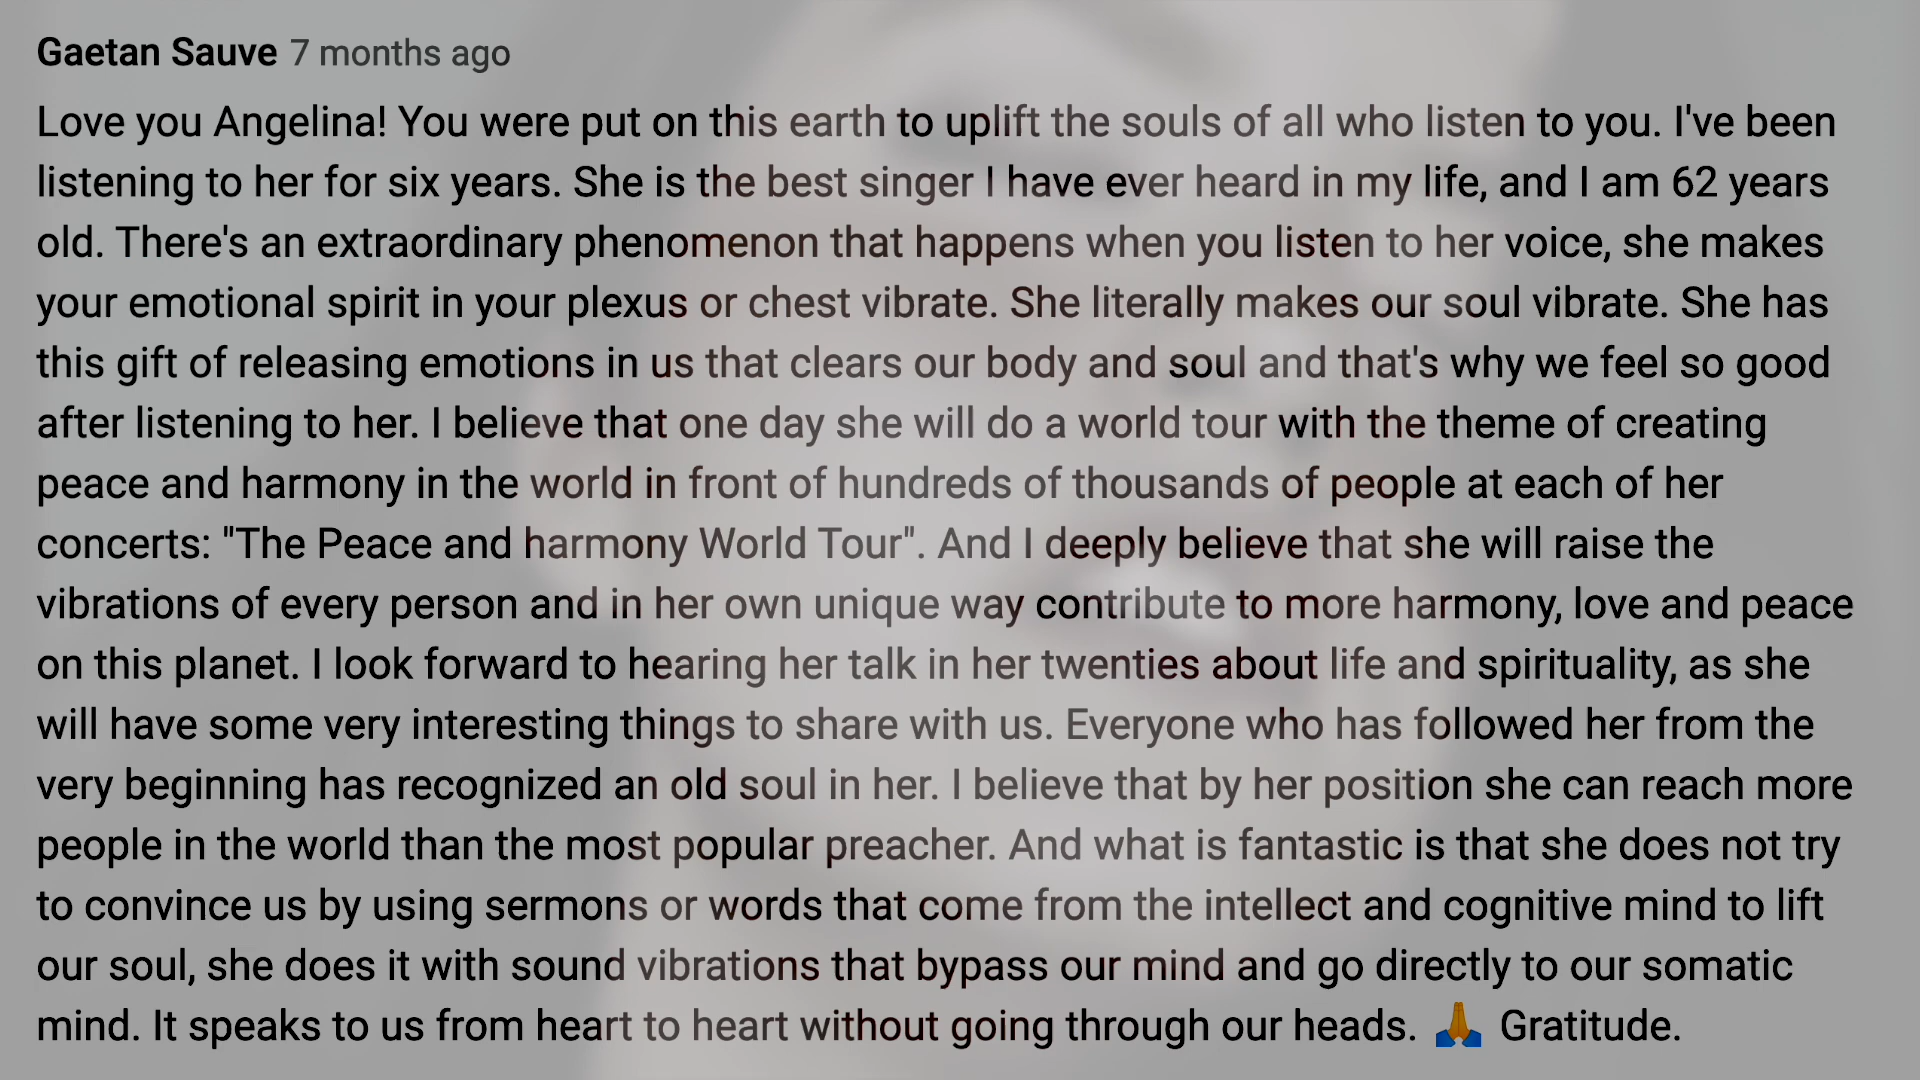 Gaetan Sauve 7 months ago
Love you Angelina! You were put on this earth to uplift the souls of all who listen to you. I've been
listening to her for six years. She is the best singer I have ever heard in my life, and I am 62 years
old. There's an extraordinary phenomenon that happens when you listen to her voice, she makes
your emotional spirit in your plexus or chest vibrate. She literally makes our soul vibrate. She has
this gift of releasing emotions in us that clears our body and soul and that's why we feel so good
after listening to her. I believe that one day she will do a world tour with the theme of creating
peace and harmony in the world in front of hundreds of thousands of people at each of her
concerts: "The Peace and harmony World Tour". And I deeply believe that she will raise the
vibrations of every person and in her own unique way contribute to more harmony, love and peace
on this planet. I look forward to hearing her talk in her twenties about life and spirituality, as she
will have some very interesting things to share with us. Everyone who has followed her from the
very beginning has recognized an old soul in her. I believe that by her position she can reach more
people in the world than the most popular preacher. And what is fantastic is that she does not try
to convince us by using sermons or words that come from the intellect and cognitive mind to lift
our soul, she does it with sound vibrations that bypass our mind and go directly to our somatic
mind. It speaks to us from heart to heart without going through our heads. 🙏 Gratitude.